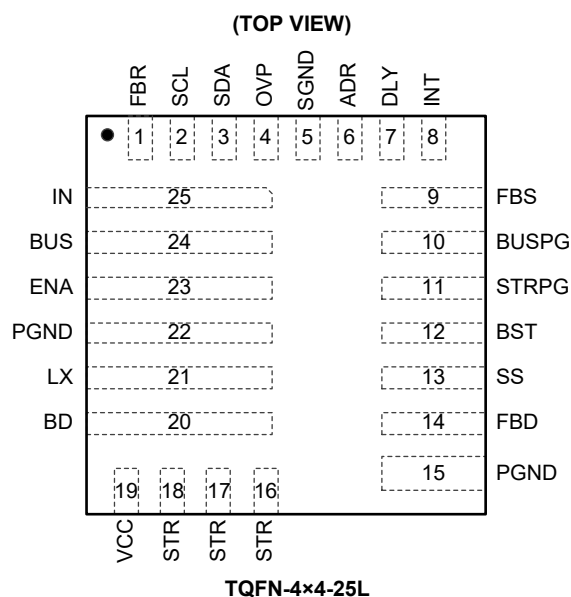 (TOP VIEW)
FBR SCL SDA OVP SGND ADR DLY INT
1 2 3 4 5 6 7 8
IN 25 9 FBS
BUS 24 10 BUSPG
ENA 23 11 STRPG
PGND 22 12 BST
LX 21 13 SS
BD 20 14 FBD
15 PGND
19 18 17 16
VCC STR STR STR
TQFN-4×4-25L